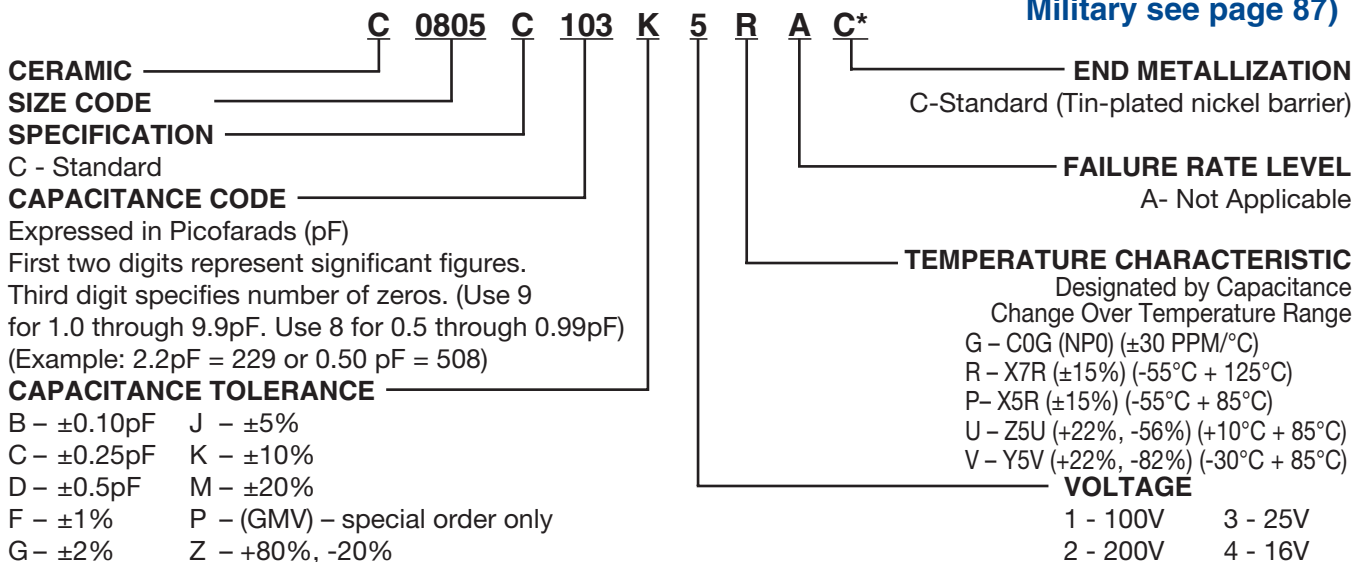 Military see page 87)
C 0805 C 103 K 5 R A C*
CERAMIC
SIZE CODE
SPECIFICATION
C - Standard
CAPACITANCE CODE
Expressed in Picofarads (pF)
First two digits represent significant figures.
Third digit specifies number of zeros. (Use 9
for 1.0 through 9.9pF. Use 8 for 0.5 through 0.99pF)
(Example: 2.2pF = 229 or 0.50 pF = 508)
CAPACITANCE TOLERANCE
B – ±0.10pF J – ±5%
C – ±0.25pF K – ±10%
D – ±0.5pF M – ±20%
F – ±1% P – (GMV) – special order only
G – ±2% Z – +80%, -20%
END METALLIZATION
C-Standard (Tin-plated nickel barrier)
FAILURE RATE LEVEL
A- Not Applicable
TEMPERATURE CHARACTERISTIC
Designated by Capacitance
Change Over Temperature Range
G – C0G (NP0) (±30 PPM/°C)
R – X7R (±15%) (-55°C + 125°C)
P– X5R (±15%) (-55°C + 85°C)
U – Z5U (+22%, -56%) (+10°C + 85°C)
V – Y5V (+22%, -82%) (-30°C + 85°C)
VOLTAGE
1 - 100V 3 - 25V
2 - 200V 4 - 16V